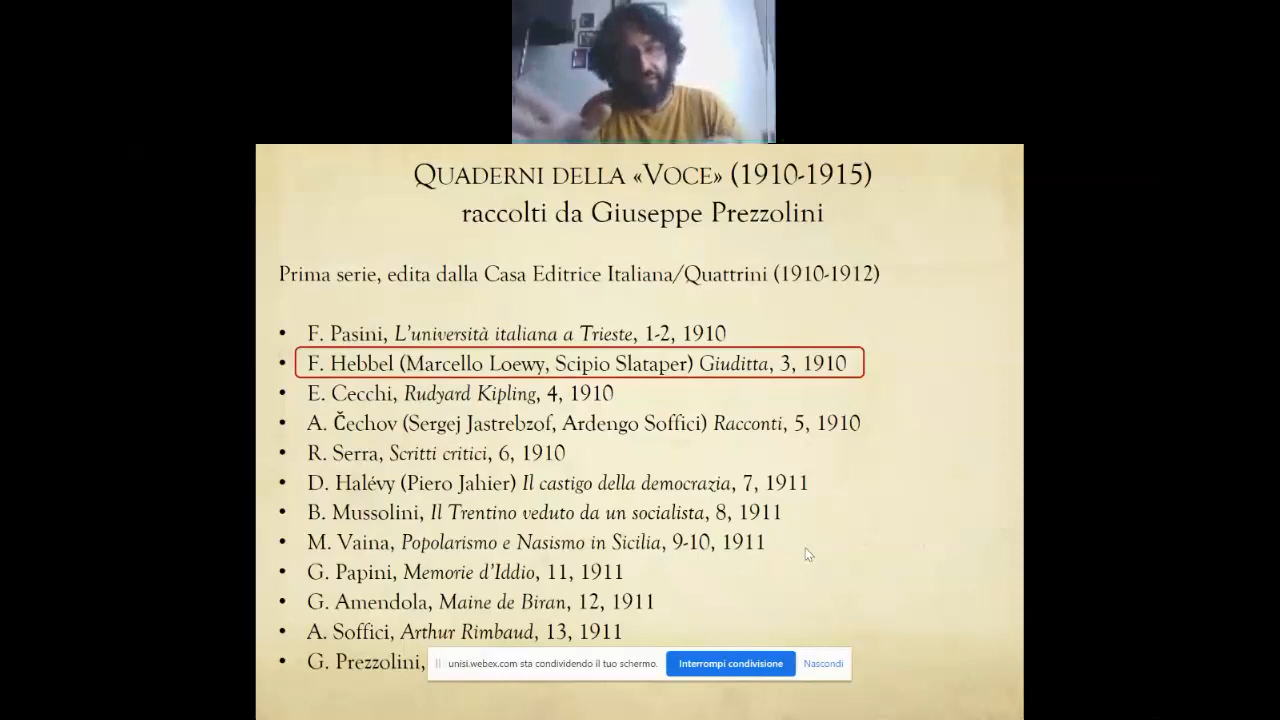 QUADERNI DELLA «VOCE» (1910-1915)
raccolti da Giuseppe Prezzolini
Prima serie, edita dalla Casa Editrice Italiana/Quattrini (1910-1912)
• F. Pasini, L'università italiana a Trieste, 1-2, 1910
• F. Hebbel (Marcello Loewy, Scipio Slataper) Giuditta, 3, 1910
• E. Cecchi, Rudyard Kipling, 4, 1910
• A. Čechov (Sergej Jastrebzof, Ardengo Soffici) Racconti, 5, 1910
• R. Serra, Scritti critici, 6, 1910
• D. Halévy (Piero Jahier) Il castigo della democrazia, 7, 1911
• B. Mussolini, Il Trentino veduto da un socialista, 8, 1911
• M. Vaina, Popolarismo e Nasismo in Sicilia, 9-10, 1911
• G. Papini, Memorie d'Iddio, 11, 1911
• G. Amendola, Maine de Biran, 12, 1911
• A. Soffici, Arthur Rimbaud, 13, 1911
• G. Prezzolini,
unisi.webex.com sta condividendo il tuo schermo. Interrompi condivisione Nascondi